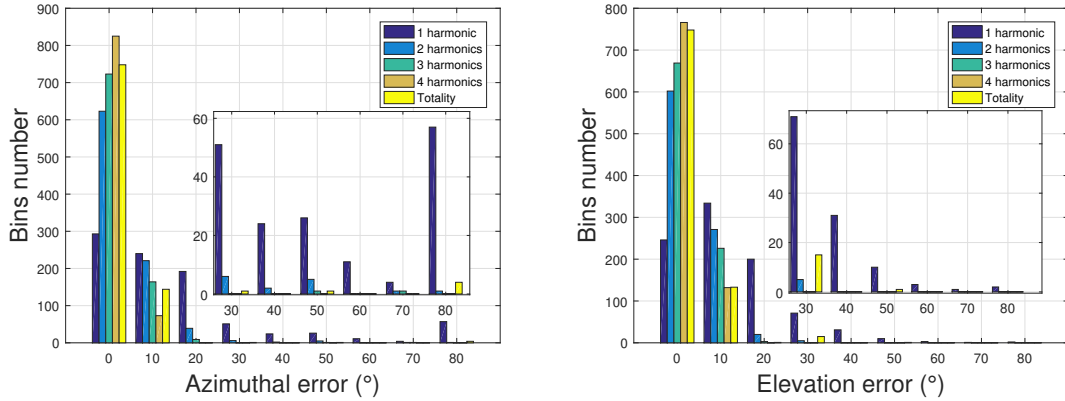 Bins number
900
800
700
600
500
400
300
200
100
0
1 harmonic
2 harmonics
3 harmonics
4 harmonics
Totality
60
40
20
0
30 40 50 60 70 80
0 10 20 30 40 50 60 70 80
Azimuthal error (°)
Bins number
800
700
600
500
400
300
200
100
0
1 harmonic
2 harmonics
3 harmonics
4 harmonics
Totality
60
40
20
0
30 40 50 60 70 80
0 10 20 30 40 50 60 70 80
Elevation error (°)